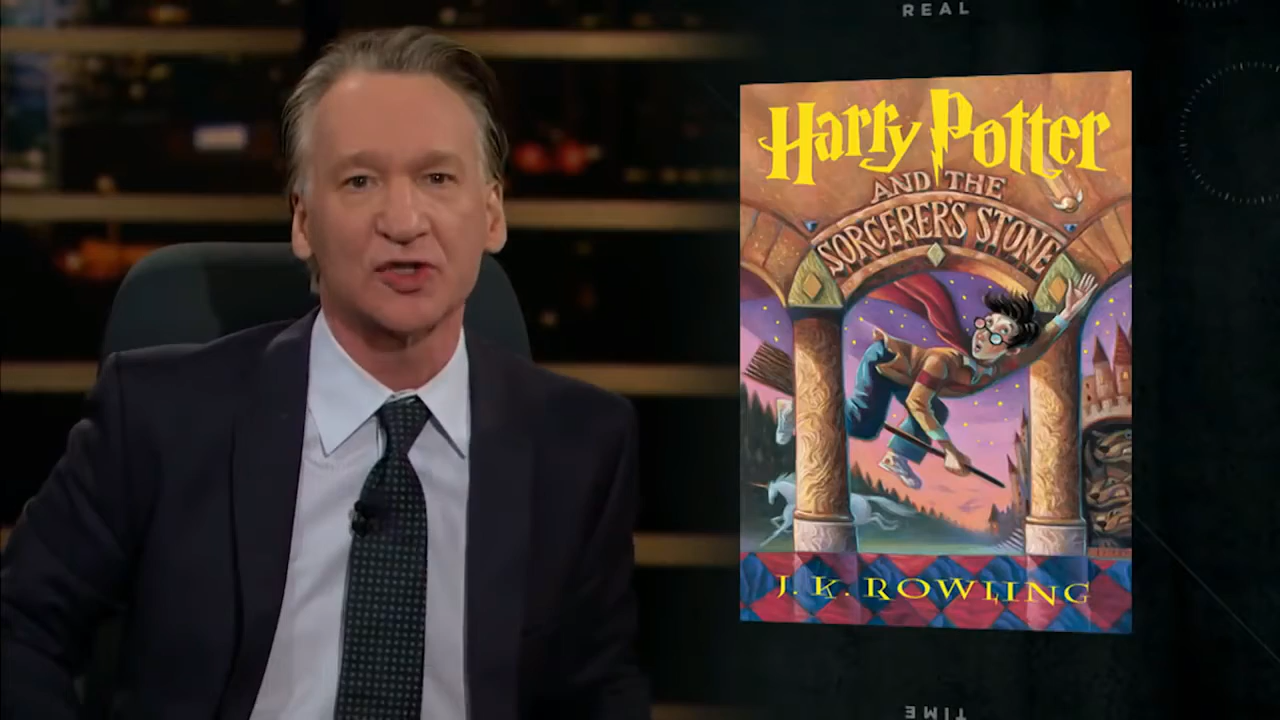 REAL
Harry Potter
AND THE
SORCERER'S STONE
J. K. ROWLING
TIME